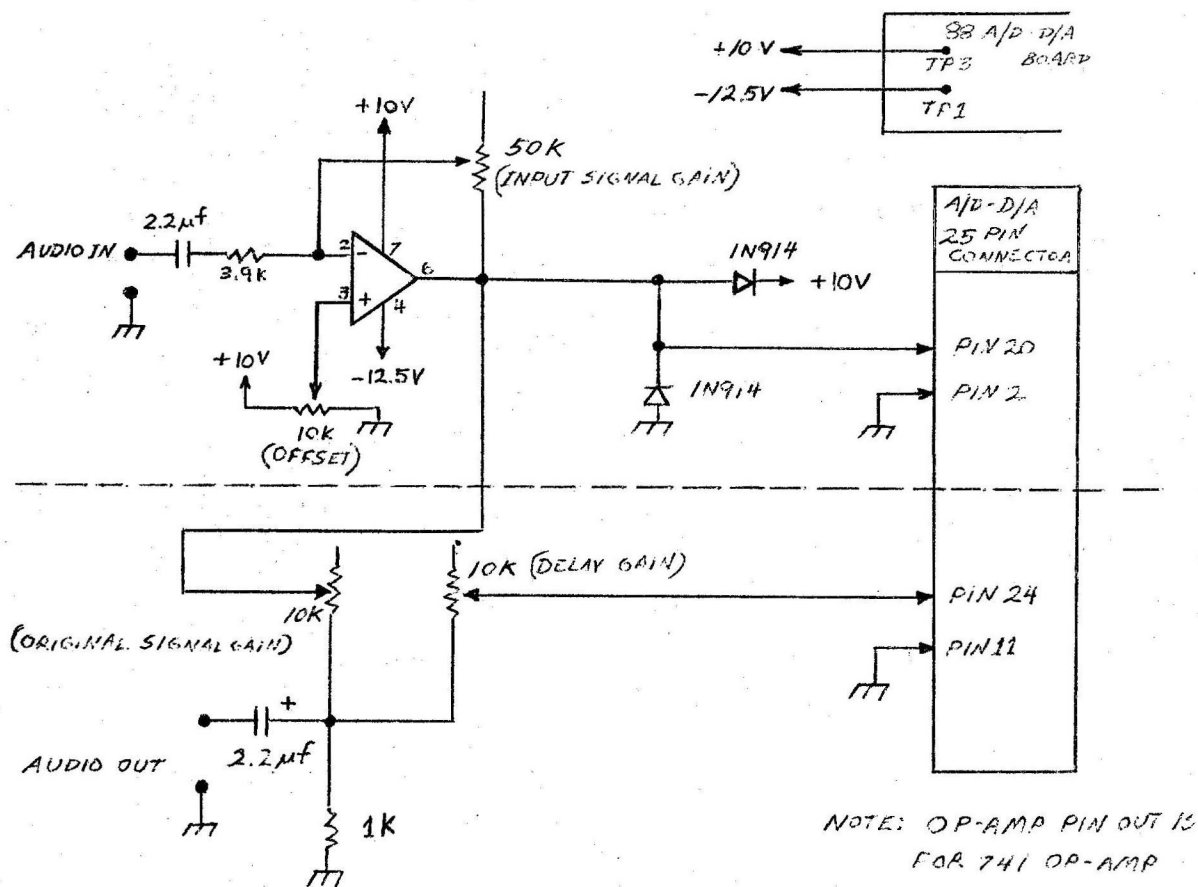 88 A/D-D/A
BOARD
+10V
TP3
-12.5V
TP1
+10V
50K
(INPUT SIGNAL GAIN)
2.2µf
AUDIO IN
3.9K
2
-
7
6
3
+
4
-12.5V
+10V
10K
(OFFSET)
1N914
+10V
1N914
A/D-D/A
25 PIN
CONNECTOR
PIN 20
PIN 2
10K (DELAY GAIN)
10K
(ORIGINAL SIGNAL GAIN)
PIN 24
PIN 11
+
2.2µf
AUDIO OUT
1K
NOTE: OP-AMP PIN OUT IS
FOR 741 OP-AMP